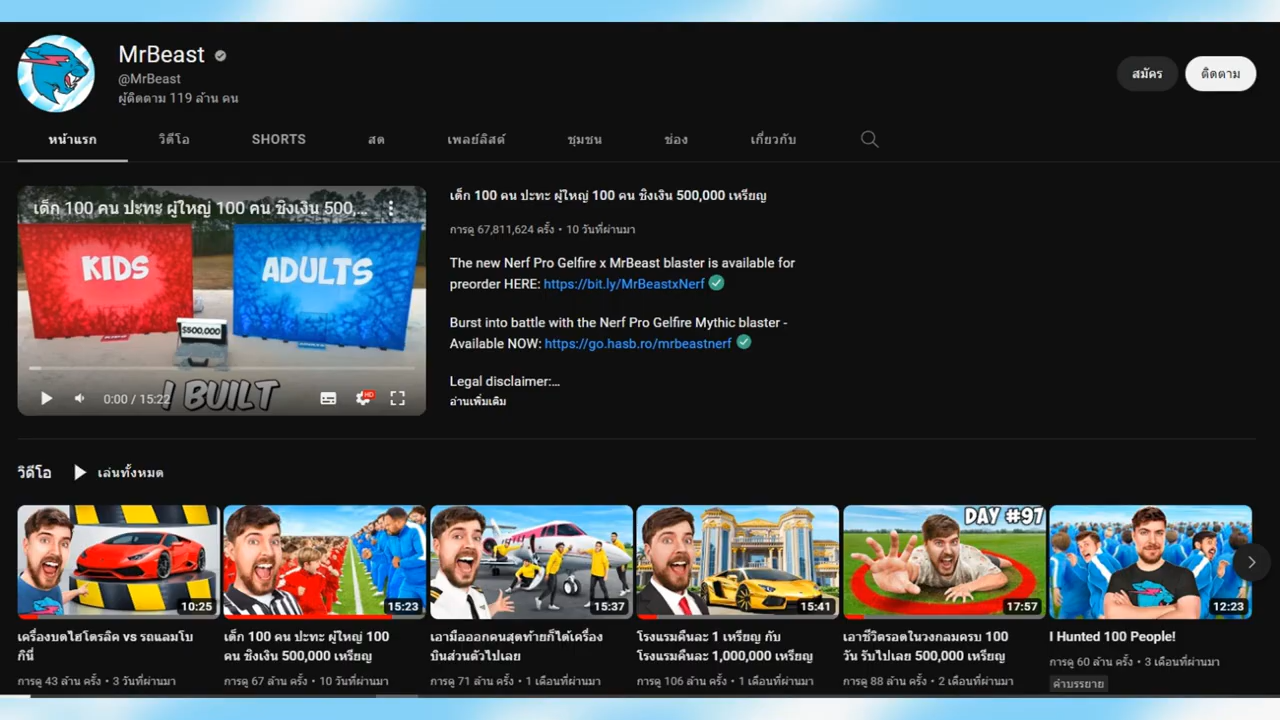 MrBeast
@MrBeast
ผู้ติดตาม 119 ล้าน คน
สมัคร
ติดตาม
หน้าแรก
วิดีโอ
SHORTS
สด
เพลย์ลิสต์
ชุมชน
ช่อง
เกี่ยวกับ
เด็ก 100 คน ปะทะ ผู้ใหญ่ 100 คน ชิงเงิน 500,...
KIDS
ADULTS
$500,000
I BUILT
0:00 / 15:22
HD
เด็ก 100 คน ปะทะ ผู้ใหญ่ 100 คน ชิงเงิน 500,000 เหรียญ
การดู 67,811,624 ครั้ง • 10 วันที่ผ่านมา
The new Nerf Pro Gelfire x MrBeast blaster is available for
preorder HERE: https://bit.ly/MrBeastxNerf
Burst into battle with the Nerf Pro Gelfire Mythic blaster -
Available NOW: https://go.hasb.ro/mrbeastnerf
Legal disclaimer:...
อ่านเพิ่มเติม
วิดีโอ
เล่นทั้งหมด
10:25
15:23
15:37
15:41
DAY #97
17:57
12:23
เครื่องบดไฮโดรลิค vs รถแลมโบ
กินี่
การดู 43 ล้าน ครั้ง • 3 วันที่ผ่านมา
เด็ก 100 คน ปะทะ ผู้ใหญ่ 100
คน ชิงเงิน 500,000 เหรียญ
การดู 67 ล้าน ครั้ง • 10 วันที่ผ่านมา
เอามือออกคนสุดท้ายก็ได้เครื่อง
บินส่วนตัวไปเลย
การดู 71 ล้าน ครั้ง • 1 เดือนที่ผ่านมา
โรงแรมคืนละ 1 เหรียญ กับ
โรงแรมคืนละ 1,000,000 เหรียญ
การดู 106 ล้าน ครั้ง • 1 เดือนที่ผ่านมา
เอาชีวิตรอดในวงกลมครบ 100
วัน รับไปเลย 500,000 เหรียญ
การดู 88 ล้าน ครั้ง • 2 เดือนที่ผ่านมา
I Hunted 100 People!
การดู 60 ล้าน ครั้ง • 3 เดือนที่ผ่านมา
คำบรรยาย